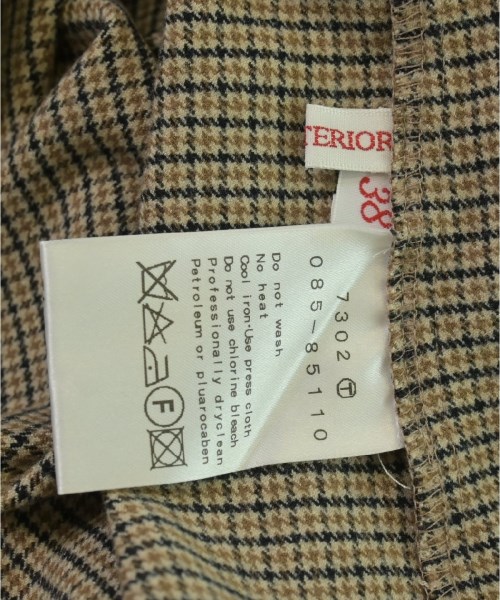 TERIOR
38
7302 T
085-85110
Do not wash
No heat
Cool iron·Use press cloth
Do not use chlorine bleach
Professionally dryclean
Petroleum or pluarocaben
F